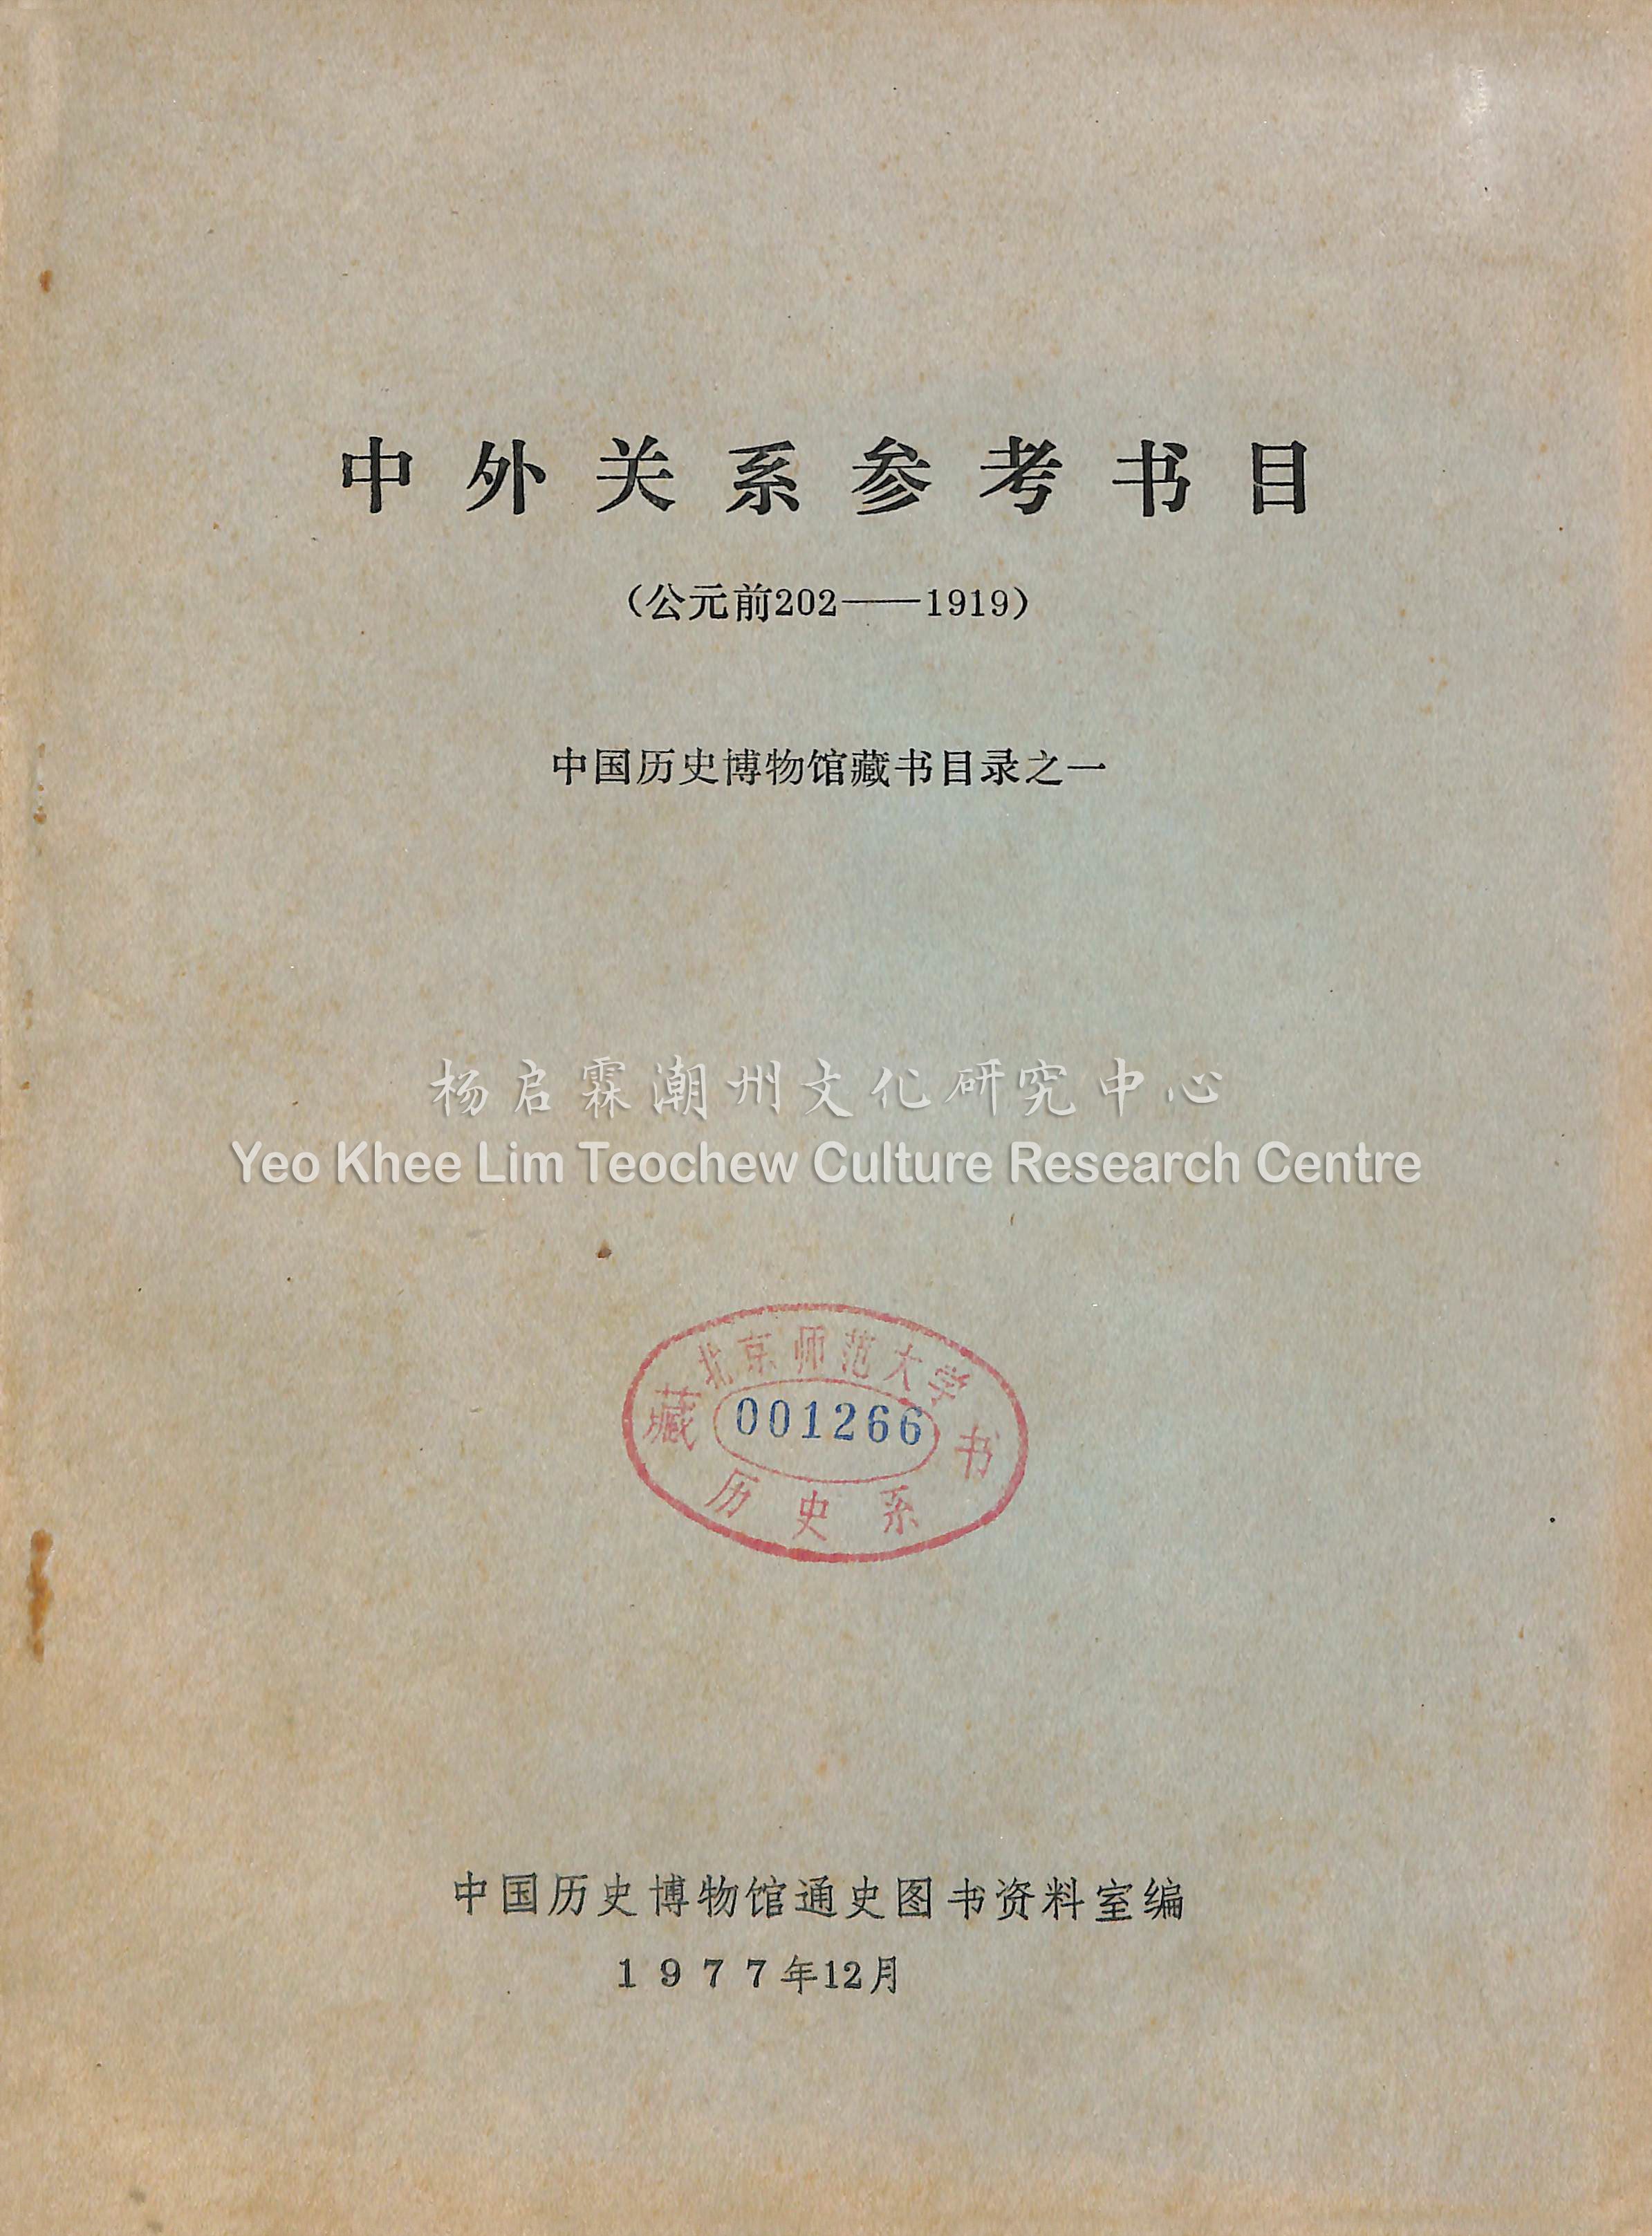 中外关系参考书目
（公元前202——1919）
中国历史博物馆藏书目录之一
杨启霖潮州文化研究中心
Yeo Khee Lim Teochew Culture Research Centre
北京师范大学
藏 001266 书
历史系
中国历史博物馆通史图书资料室编
1977年12月